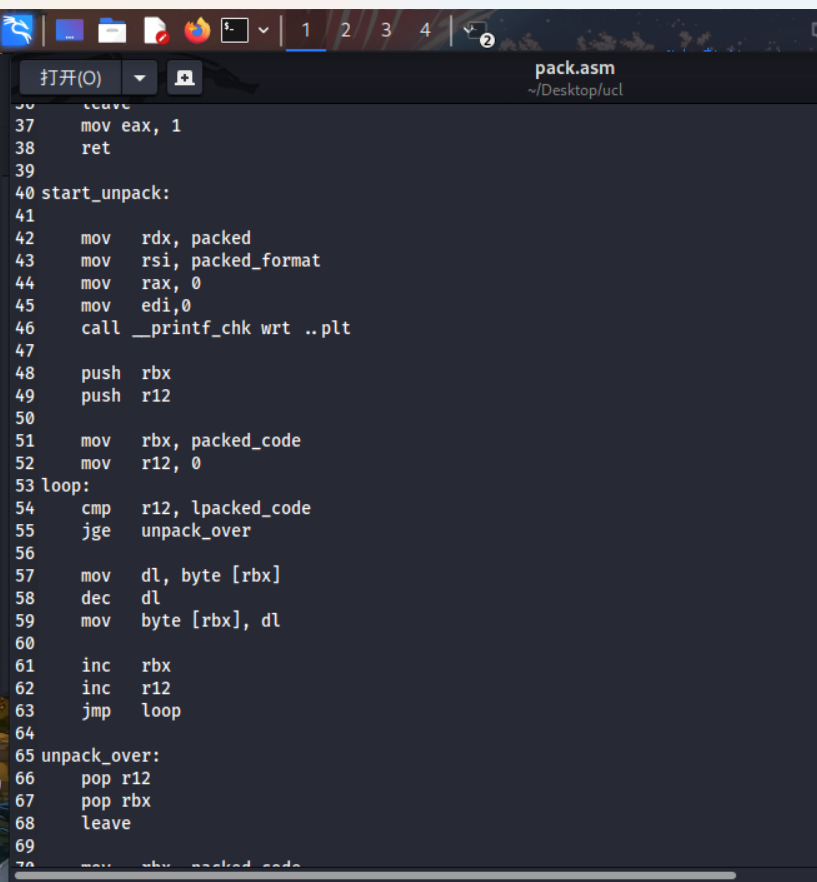 1 2 3 4 2
打开(O)
pack.asm
~/Desktop/ucl
36 leave
37 mov eax, 1
38 ret
39
40 start_unpack:
41
42 mov rdx, packed
43 mov rsi, packed_format
44 mov rax, 0
45 mov edi,0
46 call __printf_chk wrt ..plt
47
48 push rbx
49 push r12
50
51 mov rbx, packed_code
52 mov r12, 0
53 loop:
54 cmp r12, lpacked_code
55 jge unpack_over
56
57 mov dl, byte [rbx]
58 dec dl
59 mov byte [rbx], dl
60
61 inc rbx
62 inc r12
63 jmp loop
64
65 unpack_over:
66 pop r12
67 pop rbx
68 leave
69
70 mov rbx, packed_code